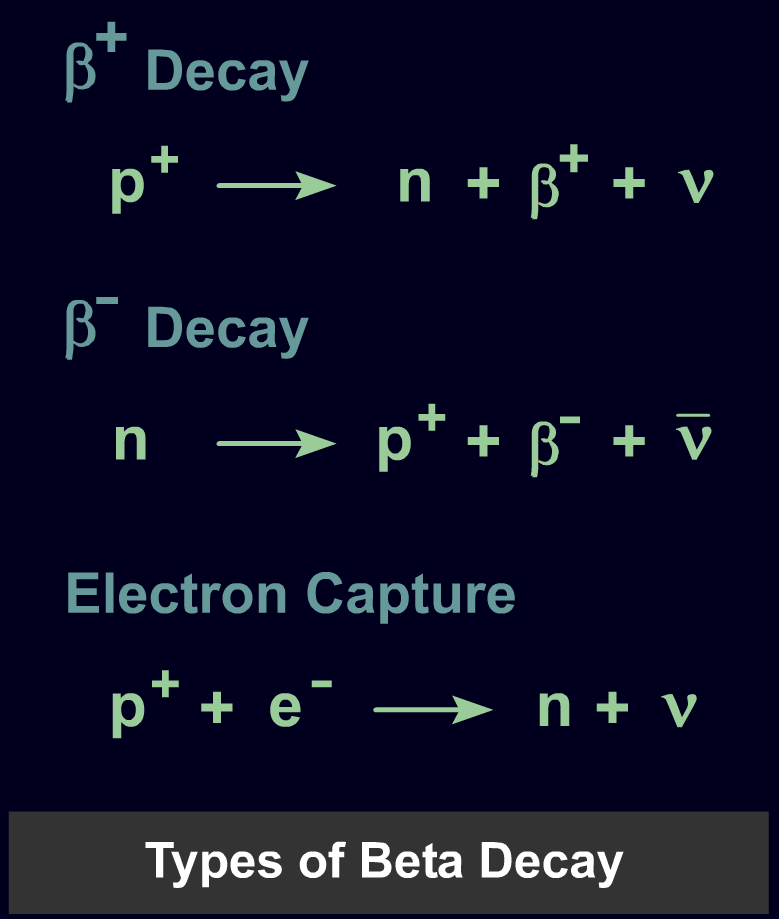 β⁺ Decay
p⁺ ⟶ n + β⁺ + ν
β⁻ Decay
n ⟶ p⁺ + β⁻ + ν̅
Electron Capture
p⁺ + e⁻ ⟶ n + ν
Types of Beta Decay